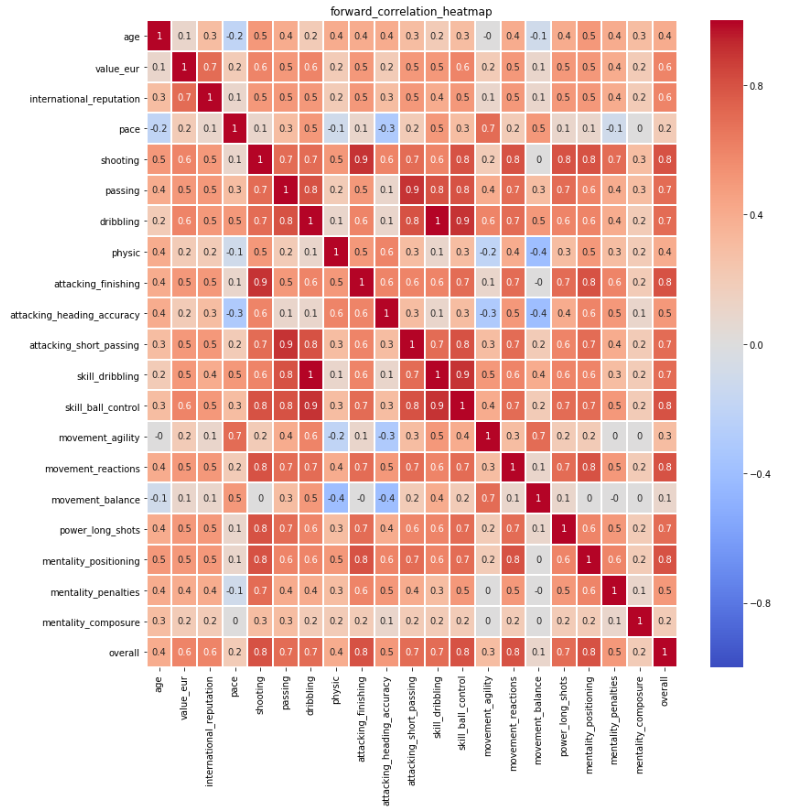 forward_correlation_heatmap
age 1 0.1 0.3 -0.2 0.5 0.4 0.2 0.4 0.4 0.4 0.3 0.2 0.3 -0 0.4 -0.1 0.4 0.5 0.4 0.3 0.4
value_eur 0.1 1 0.7 0.2 0.6 0.5 0.6 0.2 0.5 0.2 0.5 0.5 0.6 0.2 0.5 0.1 0.5 0.5 0.4 0.2 0.6
international_reputation 0.3 0.7 1 0.1 0.5 0.5 0.5 0.2 0.5 0.3 0.5 0.4 0.5 0.1 0.5 0.1 0.5 0.5 0.4 0.2 0.6
pace -0.2 0.2 0.1 1 0.1 0.3 0.5 -0.1 0.1 -0.3 0.2 0.5 0.3 0.7 0.2 0.5 0.1 0.1 -0.1 0 0.2
shooting 0.5 0.6 0.5 0.1 1 0.7 0.7 0.5 0.9 0.6 0.7 0.6 0.8 0.2 0.8 0 0.8 0.8 0.7 0.3 0.8
passing 0.4 0.5 0.5 0.3 0.7 1 0.8 0.2 0.5 0.1 0.9 0.8 0.8 0.4 0.7 0.3 0.7 0.6 0.4 0.3 0.7
dribbling 0.2 0.6 0.5 0.5 0.7 0.8 1 0.1 0.6 0.1 0.8 1 0.9 0.6 0.7 0.5 0.6 0.6 0.4 0.2 0.7
physic 0.4 0.2 0.2 -0.1 0.5 0.2 0.1 1 0.5 0.6 0.3 0.1 0.3 -0.2 0.4 -0.4 0.3 0.5 0.3 0.2 0.4
attacking_finishing 0.4 0.5 0.5 0.1 0.9 0.5 0.6 0.5 1 0.6 0.6 0.6 0.7 0.1 0.7 -0 0.7 0.8 0.6 0.2 0.8
attacking_heading_accuracy 0.4 0.2 0.3 -0.3 0.6 0.1 0.1 0.6 0.6 1 0.3 0.1 0.3 -0.3 0.5 -0.4 0.4 0.6 0.5 0.1 0.5
attacking_short_passing 0.3 0.5 0.5 0.2 0.7 0.9 0.8 0.3 0.6 0.3 1 0.7 0.8 0.3 0.7 0.2 0.6 0.7 0.4 0.2 0.7
skill_dribbling 0.2 0.5 0.4 0.5 0.6 0.8 1 0.1 0.6 0.1 0.7 1 0.9 0.5 0.6 0.4 0.6 0.6 0.3 0.2 0.7
skill_ball_control 0.3 0.6 0.5 0.3 0.8 0.8 0.9 0.3 0.7 0.3 0.8 0.9 1 0.4 0.7 0.2 0.7 0.7 0.5 0.2 0.8
movement_agility -0 0.2 0.1 0.7 0.2 0.4 0.6 -0.2 0.1 -0.3 0.3 0.5 0.4 1 0.3 0.7 0.2 0.2 0 0 0.3
movement_reactions 0.4 0.5 0.5 0.2 0.8 0.7 0.7 0.4 0.7 0.5 0.7 0.6 0.7 0.3 1 0.1 0.7 0.8 0.5 0.2 0.8
movement_balance -0.1 0.1 0.1 0.5 0 0.3 0.5 -0.4 -0 -0.4 0.2 0.4 0.2 0.7 0.1 1 0.1 0 -0 0 0.1
power_long_shots 0.4 0.5 0.5 0.1 0.8 0.7 0.6 0.3 0.7 0.4 0.6 0.6 0.7 0.2 0.7 0.1 1 0.6 0.5 0.2 0.7
mentality_positioning 0.5 0.5 0.5 0.1 0.8 0.6 0.6 0.5 0.8 0.6 0.7 0.6 0.7 0.2 0.8 0 0.6 1 0.6 0.2 0.8
mentality_penalties 0.4 0.4 0.4 -0.1 0.7 0.4 0.4 0.3 0.6 0.5 0.4 0.3 0.5 0 0.5 -0 0.5 0.6 1 0.1 0.5
mentality_composure 0.3 0.2 0.2 0 0.3 0.3 0.2 0.2 0.2 0.1 0.2 0.2 0.2 0 0.2 0 0.2 0.2 0.1 1 0.2
overall 0.4 0.6 0.6 0.2 0.8 0.7 0.7 0.4 0.8 0.5 0.7 0.7 0.8 0.3 0.8 0.1 0.7 0.8 0.5 0.2 1
age
value_eur
international_reputation
pace
shooting
passing
dribbling
physic
attacking_finishing
attacking_heading_accuracy
attacking_short_passing
skill_dribbling
skill_ball_control
movement_agility
movement_reactions
movement_balance
power_long_shots
mentality_positioning
mentality_penalties
mentality_composure
overall
0.8
0.4
0.0
−0.4
−0.8